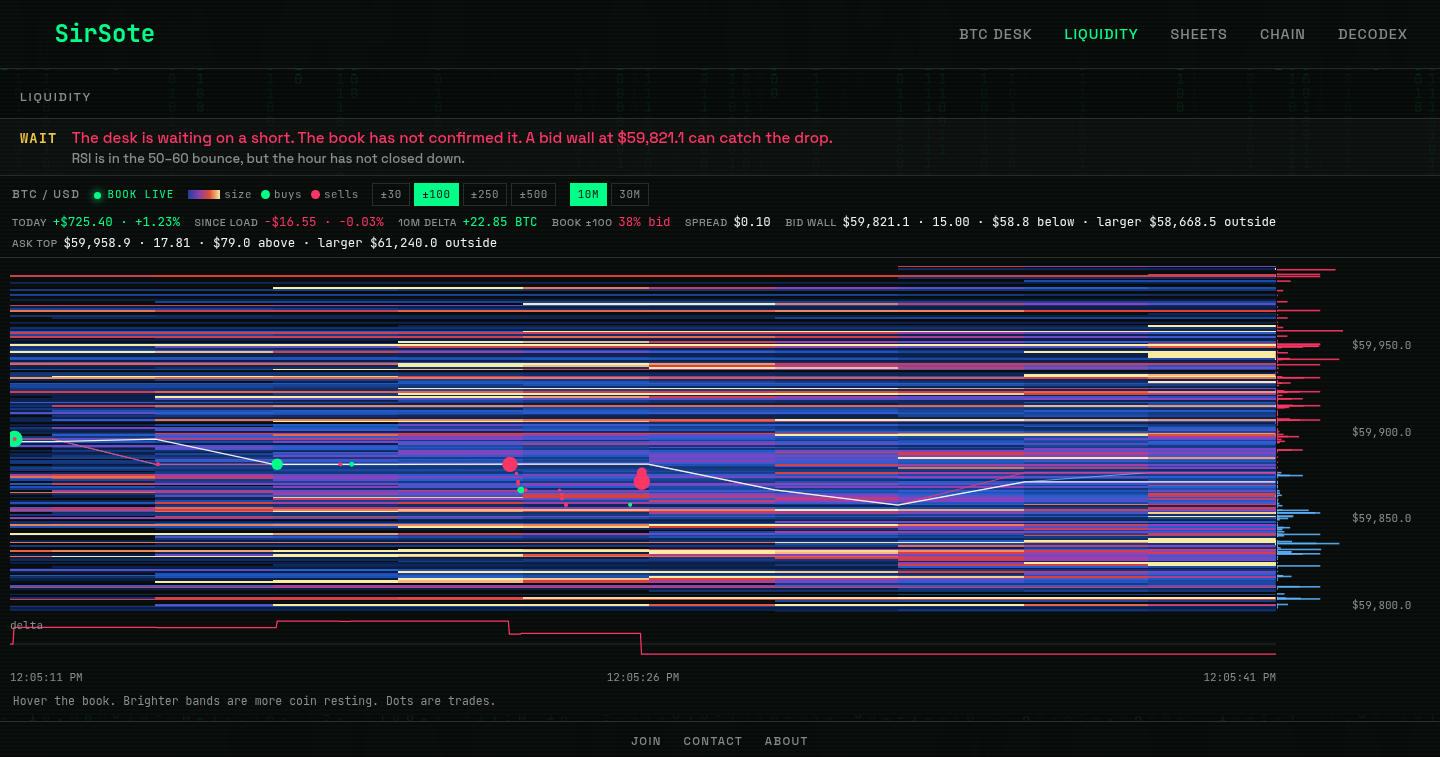 SirSote
BTC DESK LIQUIDITY SHEETS CHAIN DECODEX
LIQUIDITY
WAIT The desk is waiting on a short. The book has not confirmed it. A bid wall at $59,821.1 can catch the drop.
RSI is in the 50–60 bounce, but the hour has not closed down.
BTC / USD BOOK LIVE size buys sells ±30 ±100 ±250 ±500 10M 30M
TODAY +$725.40 · +1.23% SINCE LOAD -$16.55 · -0.03% 10M DELTA +22.85 BTC BOOK ±100 38% bid SPREAD $0.10 BID WALL $59,821.1 · 15.00 · $58.8 below · larger $58,668.5 outside
ASK TOP $59,958.9 · 17.81 · $79.0 above · larger $61,240.0 outside
$59,950.0
$59,900.0
$59,850.0
$59,800.0
delta
12:05:11 PM 12:05:26 PM 12:05:41 PM
Hover the book. Brighter bands are more coin resting. Dots are trades.
JOIN CONTACT ABOUT